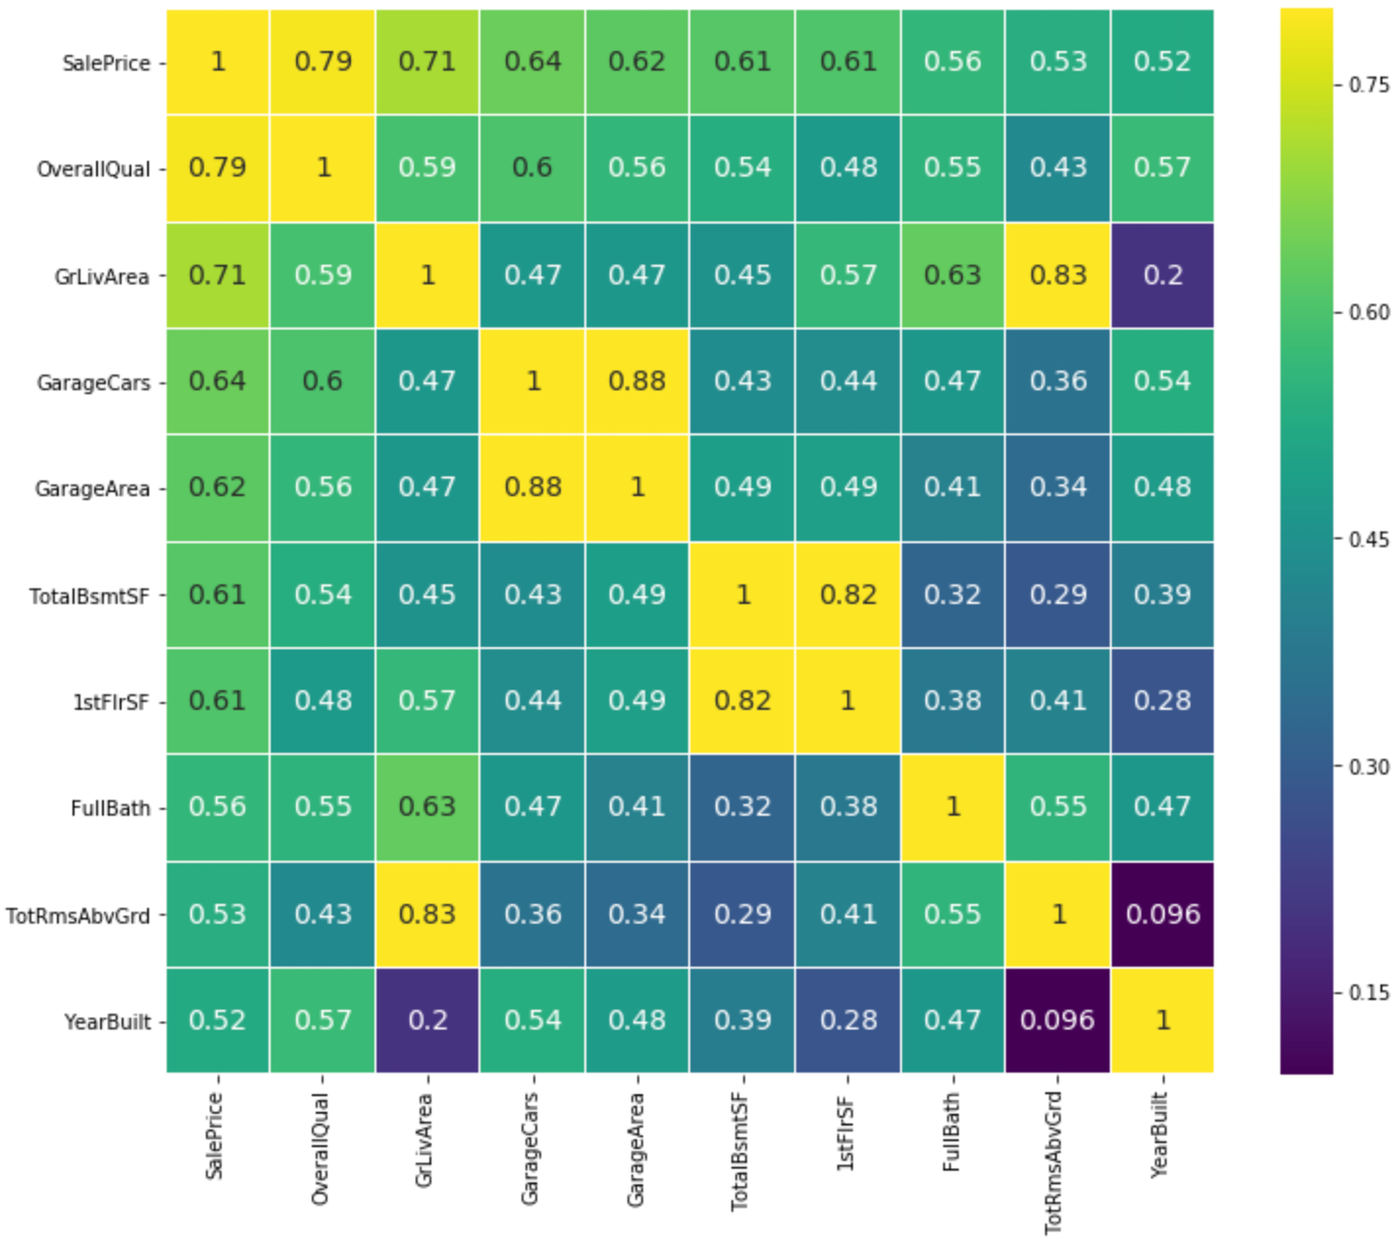 SalePrice 1 0.79 0.71 0.64 0.62 0.61 0.61 0.56 0.53 0.52
OverallQual 0.79 1 0.59 0.6 0.56 0.54 0.48 0.55 0.43 0.57
GrLivArea 0.71 0.59 1 0.47 0.47 0.45 0.57 0.63 0.83 0.2
GarageCars 0.64 0.6 0.47 1 0.88 0.43 0.44 0.47 0.36 0.54
GarageArea 0.62 0.56 0.47 0.88 1 0.49 0.49 0.41 0.34 0.48
TotalBsmtSF 0.61 0.54 0.45 0.43 0.49 1 0.82 0.32 0.29 0.39
1stFlrSF 0.61 0.48 0.57 0.44 0.49 0.82 1 0.38 0.41 0.28
FullBath 0.56 0.55 0.63 0.47 0.41 0.32 0.38 1 0.55 0.47
TotRmsAbvGrd 0.53 0.43 0.83 0.36 0.34 0.29 0.41 0.55 1 0.096
YearBuilt 0.52 0.57 0.2 0.54 0.48 0.39 0.28 0.47 0.096 1
SalePrice
OverallQual
GrLivArea
GarageCars
GarageArea
TotalBsmtSF
1stFlrSF
FullBath
TotRmsAbvGrd
YearBuilt
0.75
0.60
0.45
0.30
0.15